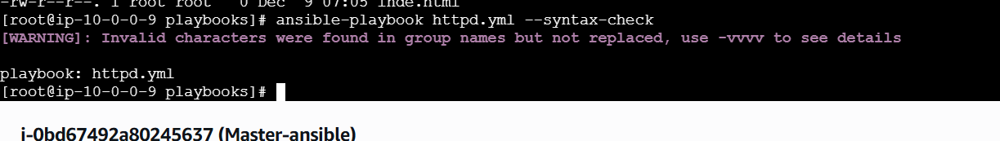 -rw-r--r--. 1 root root   0 Dec  9 07:05 inde.html
[root@ip-10-0-0-9 playbooks]# ansible-playbook httpd.yml --syntax-check
[WARNING]: Invalid characters were found in group names but not replaced, use -vvvv to see details
playbook: httpd.yml
[root@ip-10-0-0-9 playbooks]#
i-0bd67492a80245637 (Master-ansible)